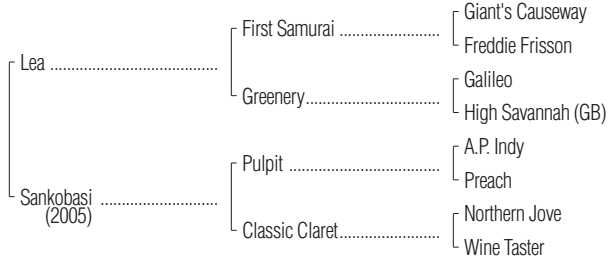 Giant's Causeway
First Samurai ....................
Freddie Frisson
Lea ..................................
Galileo
Greenery...........................
High Savannah (GB)
A.P. Indy
Pulpit ..............................
Preach
Sankobasi ........................
(2005)
Northern Jove
Classic Claret....................
Wine Taster